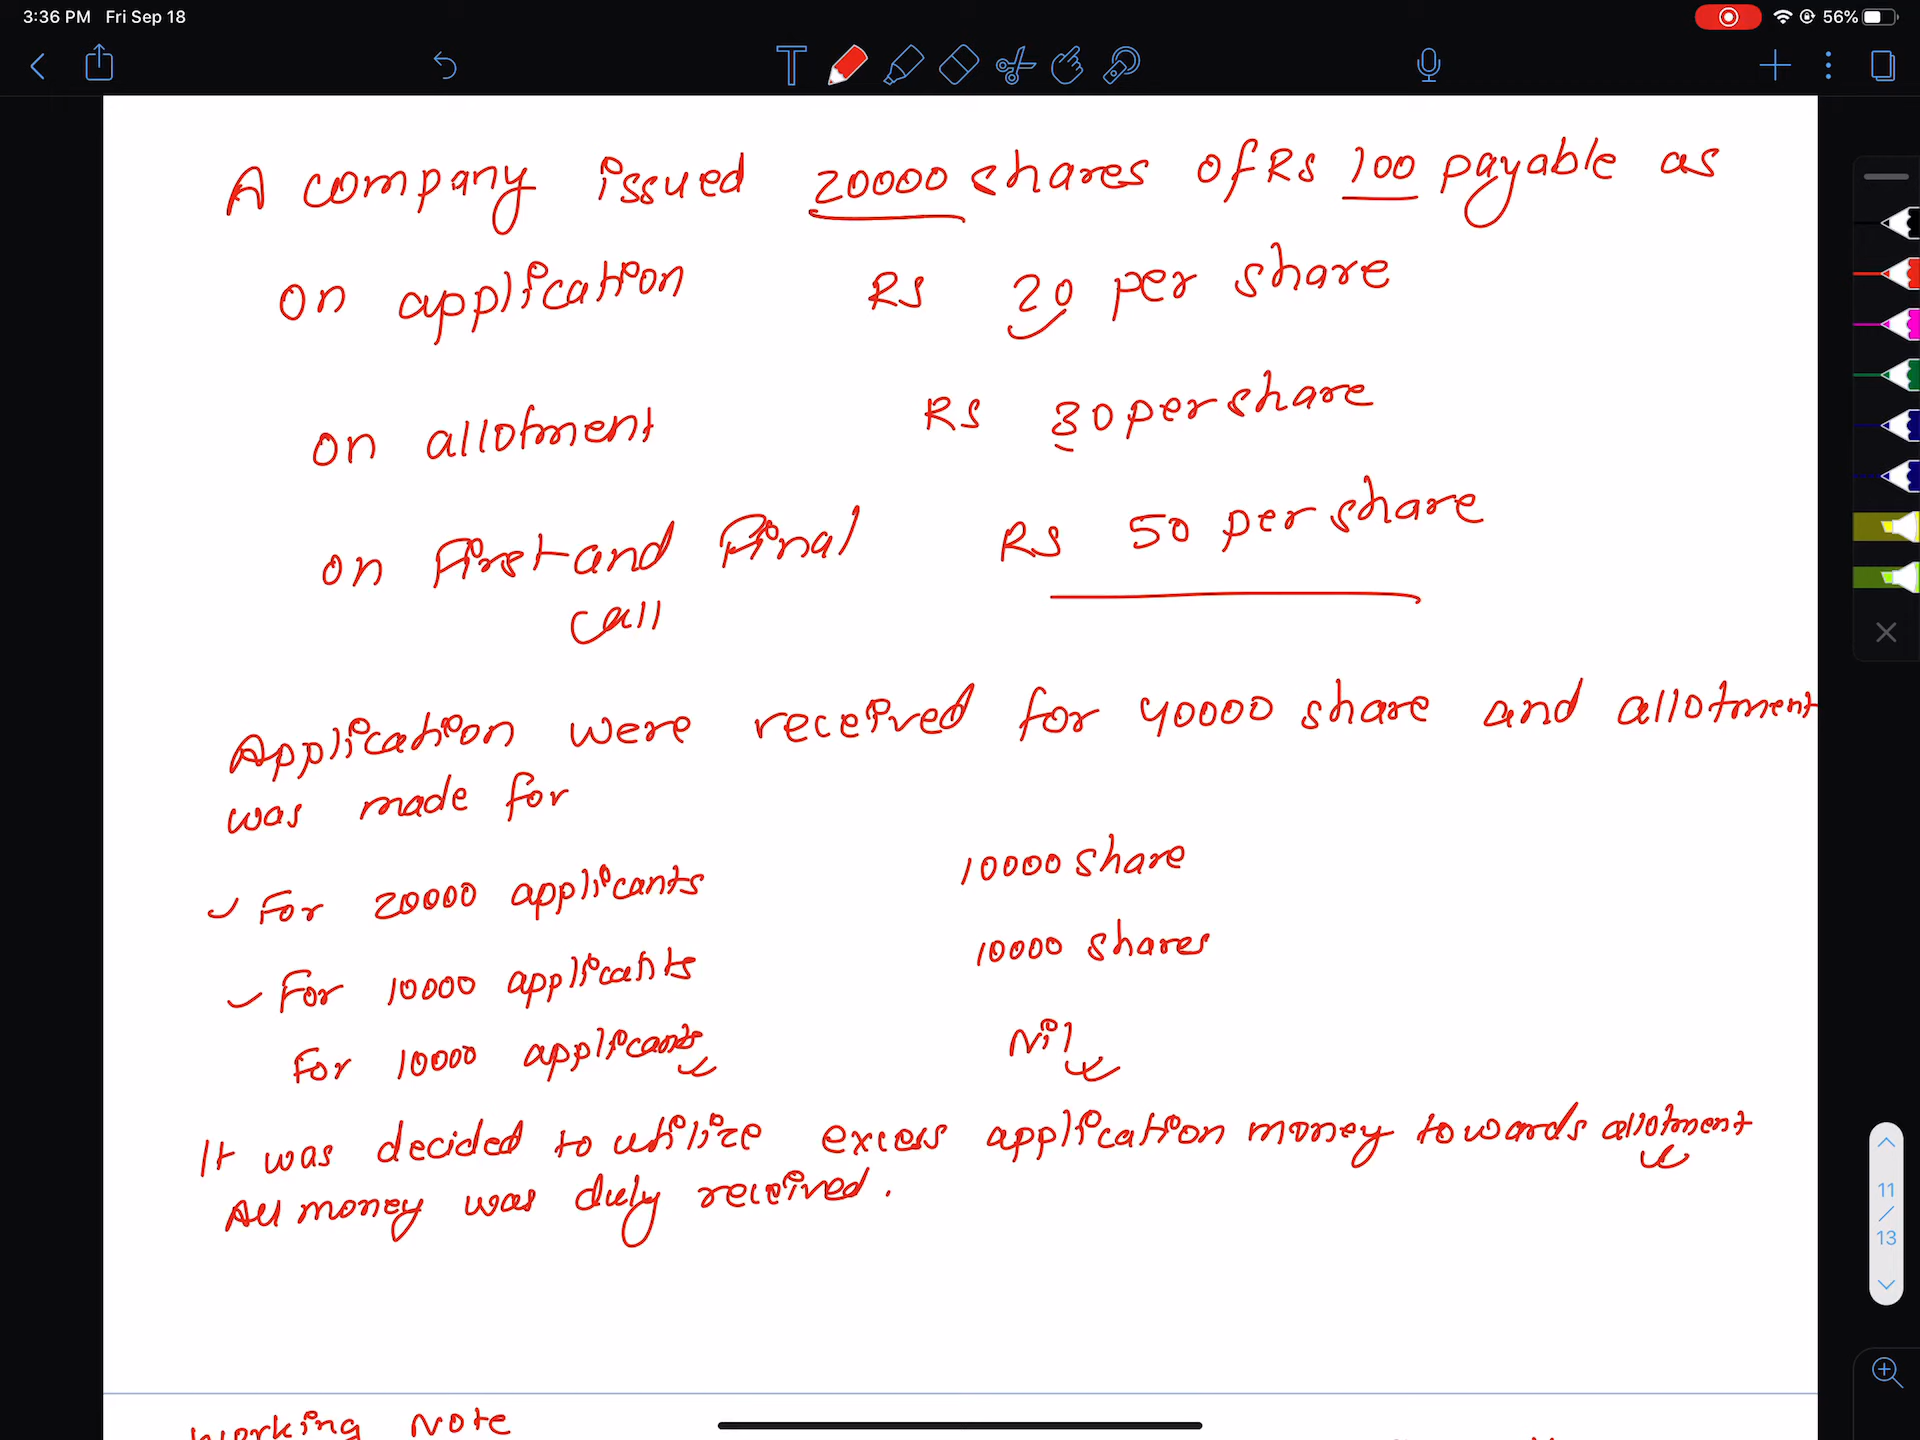 3:36 PM Fri Sep 18 56%
A company issued 20000 shares of Rs 100 payable as
on application Rs 20 per share
on allotment Rs 30 per share
on First and Final Rs 50 per share
call
Application were received for 40000 share and allotment
was made for
For 20000 applicants 10000 share
For 10000 applicants 10000 shares
For 10000 applicants Nil
It was decided to utilize excess application money towards allotment
All money was duly received.
11
/
13
Working Note